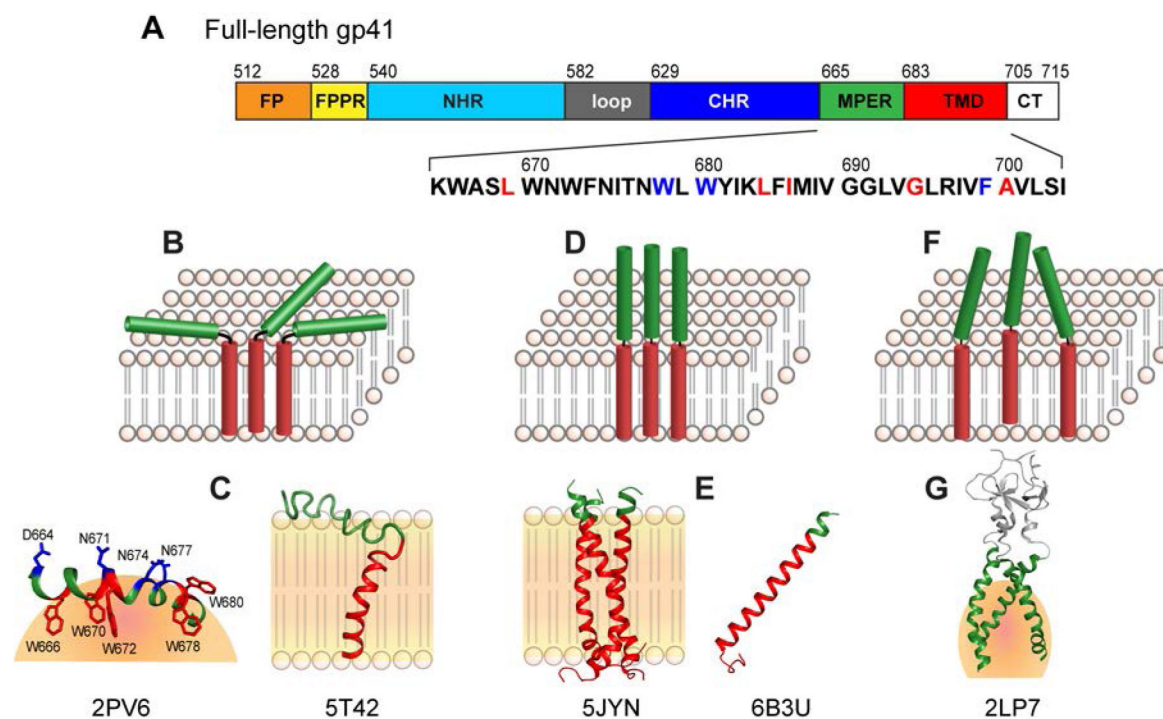 A Full-length gp41
512 528 540 582 629 665 683 705 715
FP FPPR NHR loop CHR MPER TMD CT
670 680 690 700
KWASL WNWFNITNWL WYIKLFIMIV GGLVGLRIVF AVLSI
B D F
C E G
D664 N671 N674 N677
W680
W666 W670 W672 W678
2PV6 5T42 5JYN 6B3U 2LP7